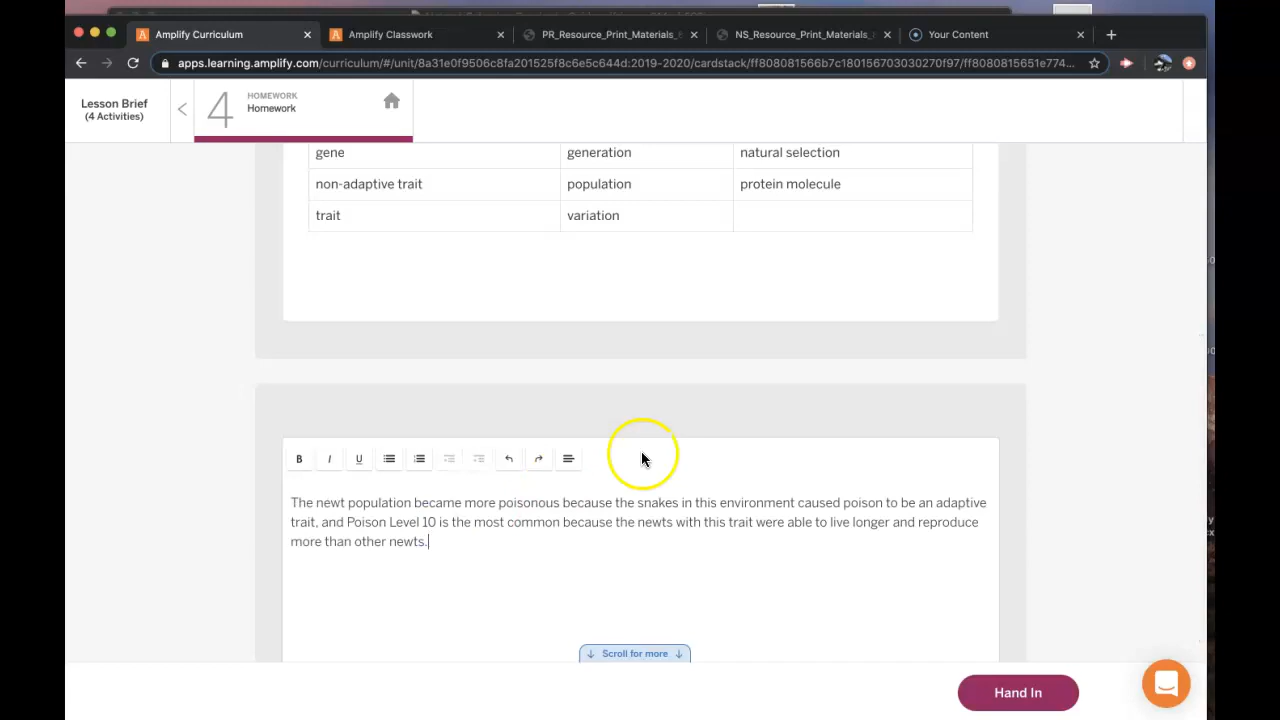 Amplify Curriculum
Amplify Classwork
PR_Resource_Print_Materials_
NS_Resource_Print_Materials_
Your Content
apps.learning.amplify.com/curriculum/#/unit/8a31e0f9506c8fa201525f8c6e5c644d:2019-2020/cardstack/ff8080815­66b7c180156703030270f97/ff8080815651e774...
Lesson Brief
(4 Activities)
4
HOMEWORK
Homework
gene generation natural selection
non-adaptive trait population protein molecule
trait variation
B I U
The newt population became more poisonous because the snakes in this environment caused poison to be an adaptive
trait, and Poison Level 10 is the most common because the newts with this trait were able to live longer and reproduce
more than other newts.
Scroll for more
Hand In